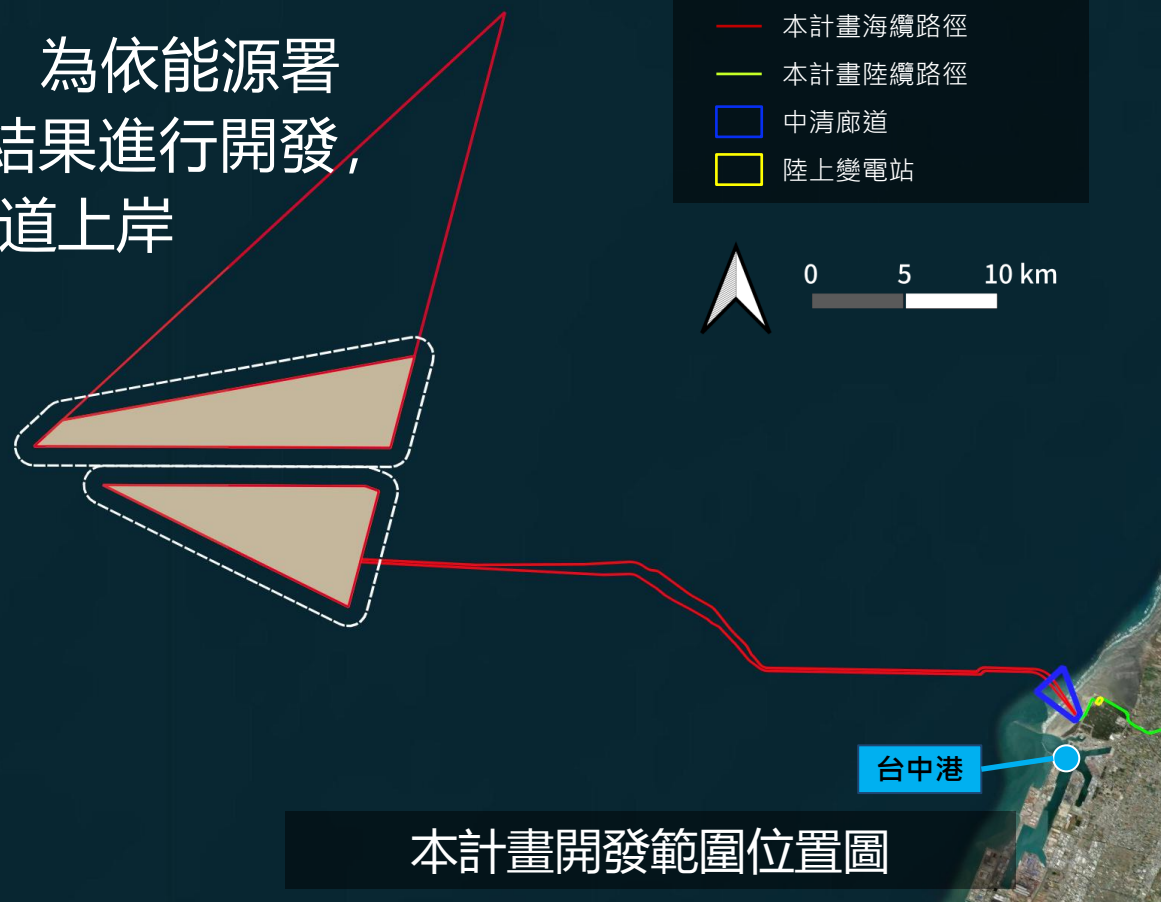 為依能源署
結果進行開發,
道上岸
本計畫海纜路徑
本計畫陸纜路徑
中清廊道
陸上變電站
0 5 10 km
台中港
本計畫開發範圍位置圖